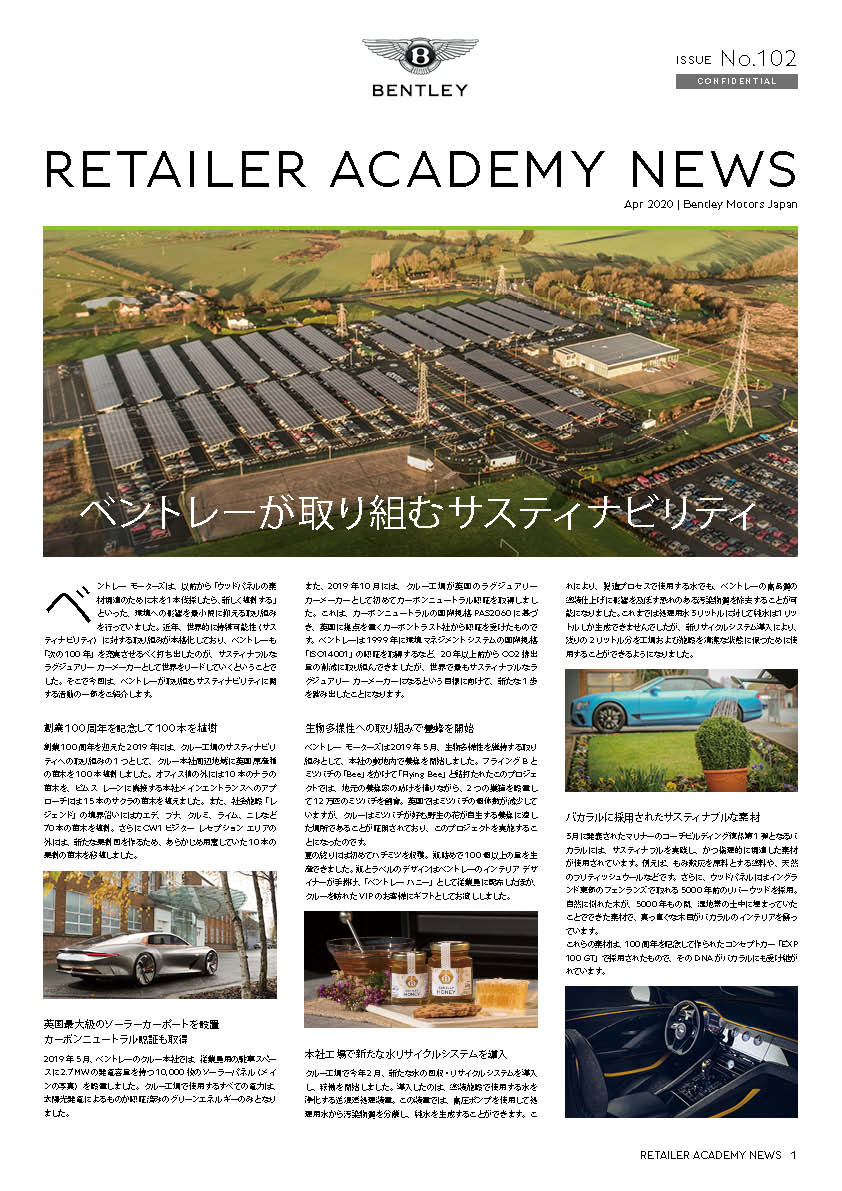 B
BENTLEY
ISSUE No.102
CONFIDENTIAL
RETAILER ACADEMY NEWS
Apr 2020 | Bentley Motors Japan
ベントレーが取り組むサスティナビリティ
ベントレー モーターズは、以前から「ウッドパネルの素
材調達のために木を1本伐採したら、新しく植樹する」
といった、環境への影響を最小限に抑える取り組み
を行っていました。近年、世界的に持続可能性（サス
ティナビリティ）に対する取り組みが本格化しており、ベントレーも
「次の100年」を充実させるべく打ち出したのが、サスティナブルな
ラグジュアリー カーメーカーとして世界をリードしていくということで
した。そこで今回は、ベントレーが取り組むサスティナビリティに関
する活動の一部をご紹介します。
創業100周年を記念して100本を植樹
創業100周年を迎えた2019年には、クルー工場のサスティナビリ
ティへの取り組みの1つとして、クルー本社周辺地域に英国原産種
の苗木を100本植樹しました。オフィス棟の外には10本のナラの
苗木を、ピムス レーンに隣接する本社メインエントランスへのアプ
ローチには15本のサクラの苗木を植えました。また、社会施設「レ
ジェンド」の境界沿いにはカエデ、ブナ、クルミ、ライム、ニレなど
70本の苗木を植樹。さらにCW1ビジター レセプション エリアの
外には、新たな果樹園を作るため、あらかじめ用意していた10本の
果樹の苗木を移植しました。
英国最大級のソーラーカーポートを設置
カーボンニュートラル認証も取得
2019年5月、ベントレーのクルー本社では、従業員用の駐車スペー
スに2.7MWの発電容量を持つ10,000枚のソーラーパネル（メイ
ンの写真）を設置しました。クルー工場で使用するすべての電力は、
太陽光発電によるものか認証済みのグリーンエネルギーのみとなり
ました。
また、2019年10月には、クルー工場が英国のラグジュアリー
カーメーカーとして初めてカーボンニュートラル認証を取得しまし
た。これは、カーボンニュートラルの国際規格PAS2060に基づ
き、英国に拠点を置くカーボントラスト社から認証を受けたもので
す。ベントレーは1999年に環境マネジメントシステムの国際規格
「ISO14001」の認証を取得するなど、20年以上前からCO2排出
量の削減に取り組んできましたが、世界で最もサスティナブルなラ
グジュアリー カーメーカーになるという目標に向けて、新たな1歩
を踏み出したことになります。
生物多様性への取り組みで養蜂を開始
ベントレー モーターズは2019年5月、生物多様性を維持する取り
組みとして、本社の敷地内で養蜂を開始しました。フライングBと
ミツバチの「Bee」をかけて「Flying Bee」と名付けられたこのプロジェ
クトでは、地元の養蜂家の助けを借りながら、2つの巣箱を設置し
て12万匹のミツバチを飼育。英国ではミツバチの個体数が減少して
いますが、クルーはミツバチが好む野生の花が自生する養蜂に適し
た場所であることが証明されており、このプロジェクトを実施するこ
とになったのです。
夏の終りには初めてハチミツを収穫。瓶詰めで100個以上の量を生
産できました。瓶とラベルのデザインはベントレーのインテリア デザ
イナーが手掛け、「ベントレー ハニー」として従業員に配布したほか、
クルーを訪れたVIPのお客様にギフトとしてお渡ししました。
BENTLEY
HONEY
BENTLEY
HONEY
本社工場で新たな水リサイクルシステムを導入
クルー工場で今年2月、新たな水の回収・リサイクルシステムを導入
し、稼働を開始しました。導入したのは、塗装施設で使用する水を
浄化する逆浸透処理装置。この装置では、高圧ポンプを使用して処
理用水から汚染物質を分離し、純水を生成することができます。こ
れにより、製造プロセスで使用する水でも、ベントレーの高品質の
塗装仕上げに影響を及ぼす恐れのある汚染物質を除去することが可
能になりました。これまでは処理用水3リットルに対して純水は1リッ
トルしか生成できませんでしたが、新リサイクルシステム導入により、
残りの2リットル分を工場および施設を清潔な状態に保つために使
用することができるようになりました。
バカラルに採用されたサスティナブルな素材
3月に発表されたマリナーのコーチビルディング復活第1弾となるバ
カラルには、サスティナブルを実践し、かつ倫理的に調達した素材
が使用されています。例えば、もみ殻灰を原料とする塗料や、天然
のブリティッシュウールなどです。さらに、ウッドパネルにはイングラ
ンド東部のフェンランズで取れる5000年前のリバーウッドを採用。
自然に倒れた木が、5000年もの間、湿地帯の土中に埋まっていた
ことでできた素材で、真っ直ぐな木目がバカラルのインテリアを飾っ
ています。
これらの素材は、100周年を記念して作られたコンセプトカー「EXP
100 GT」で採用されたもので、そのDNAがバカラルにも受け継が
れています。
RETAILER ACADEMY NEWS 1